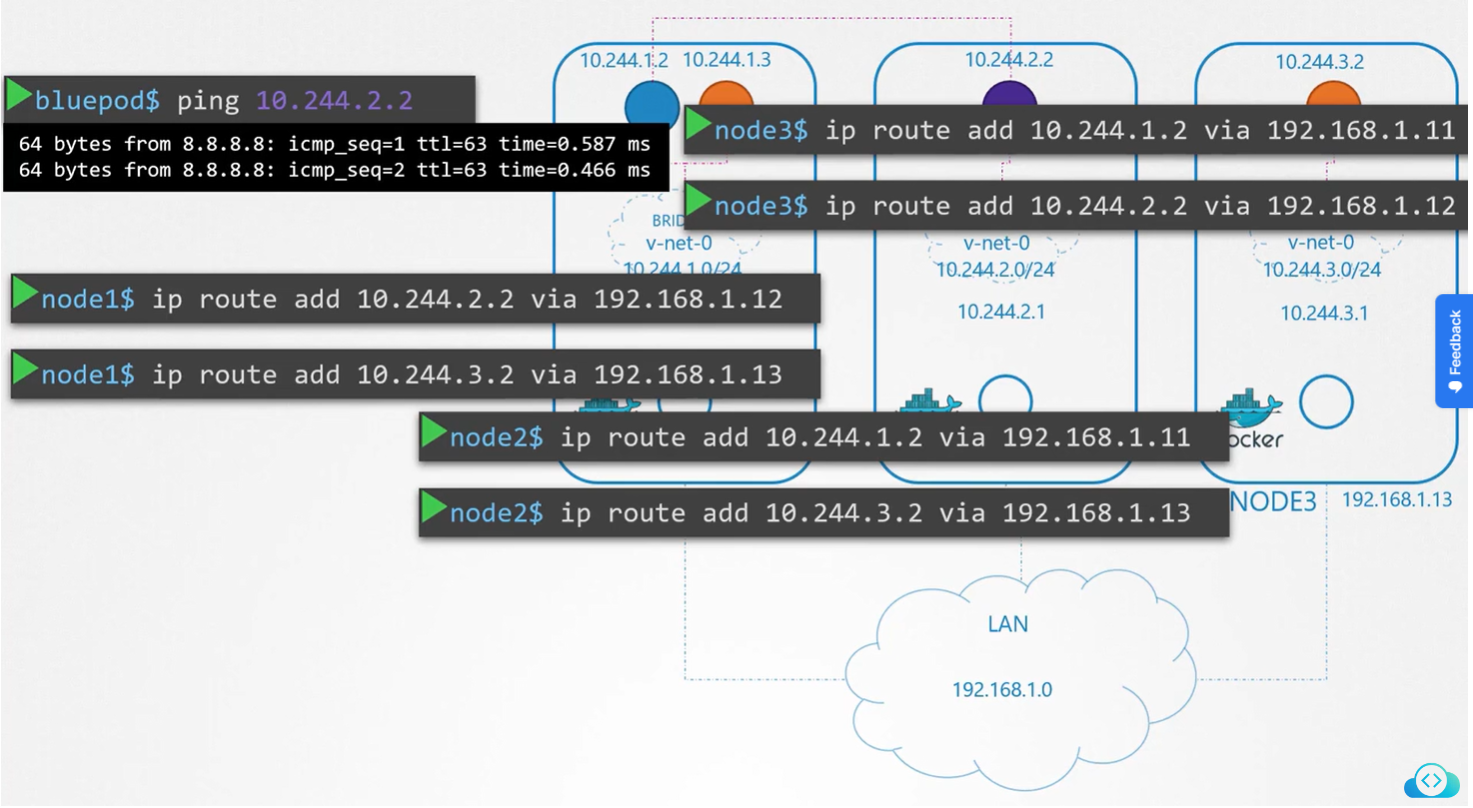 10.244.1.2 10.244.1.3
10.244.2.2
10.244.3.2
bluepod$ ping 10.244.2.2
64 bytes from 8.8.8.8: icmp_seq=1 ttl=63 time=0.587 ms
64 bytes from 8.8.8.8: icmp_seq=2 ttl=63 time=0.466 ms
node3$ ip route add 10.244.1.2 via 192.168.1.11
node3$ ip route add 10.244.2.2 via 192.168.1.12
BRID
v-net-0
10.244.1.0/24
v-net-0
10.244.2.0/24
10.244.2.1
v-net-0
10.244.3.0/24
10.244.3.1
node1$ ip route add 10.244.2.2 via 192.168.1.12
node1$ ip route add 10.244.3.2 via 192.168.1.13
Feedback
node2$ ip route add 10.244.1.2 via 192.168.1.11
ocker
node2$ ip route add 10.244.3.2 via 192.168.1.13
NODE3 192.168.1.13
LAN
192.168.1.0